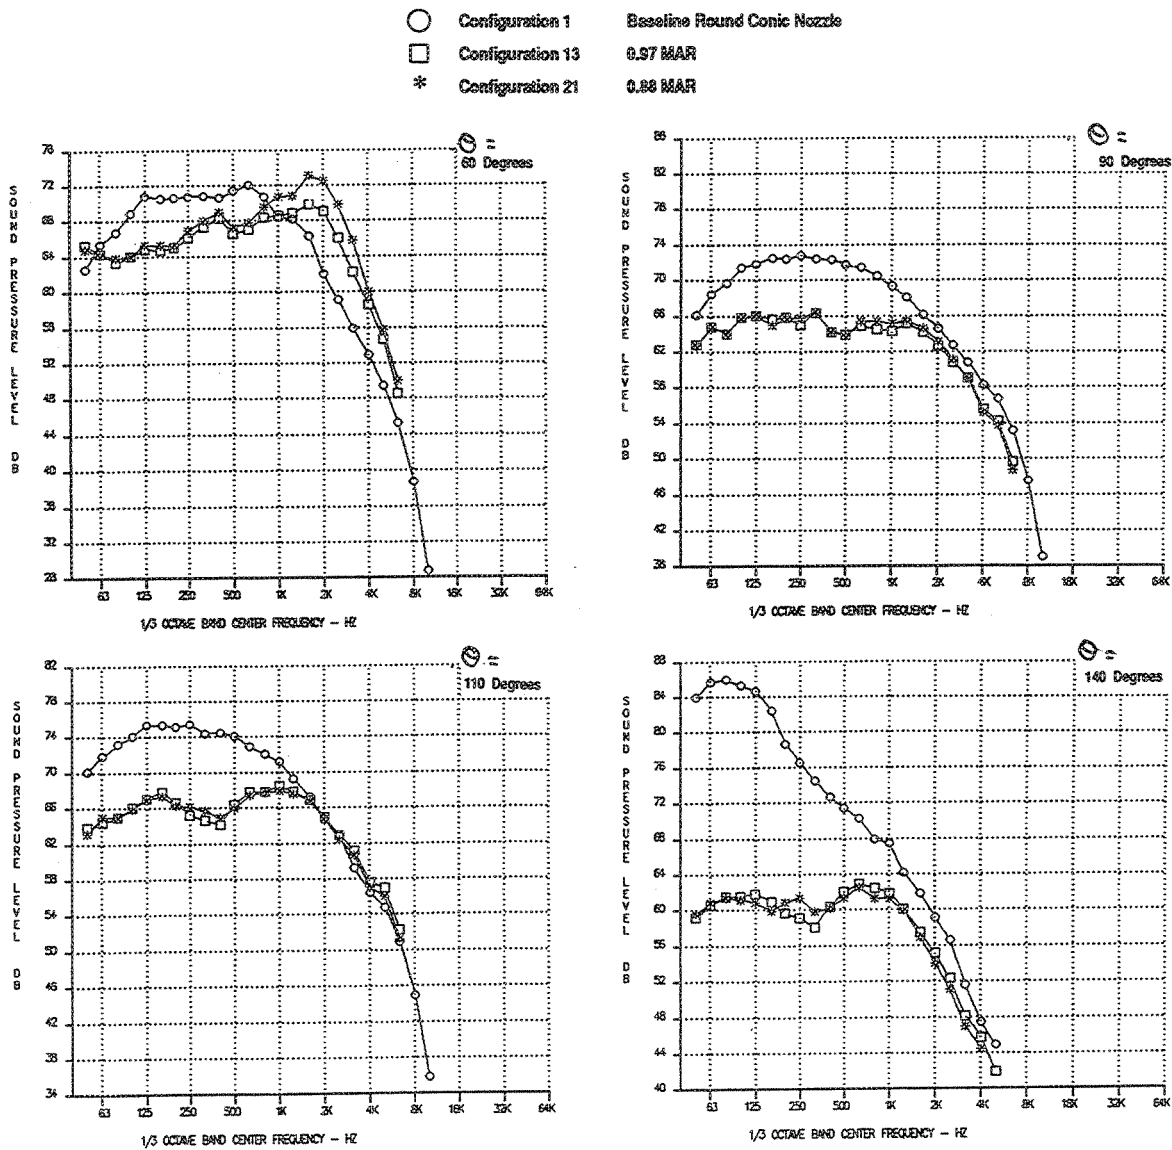 Configuration 1 Baseline Round Conic Nozzle
Configuration 13 0.97 MAR
Configuration 21 0.88 MAR
Θ =
60 Degrees
SOUND PRESSURE LEVEL DB
76
72
68
64
60
56
52
48
44
40
36
32
28
63 125 250 500 1K 2K 4K 8K 16K 32K 64K
1/3 OCTAVE BAND CENTER FREQUENCY - HZ
Θ =
90 Degrees
SOUND PRESSURE LEVEL DB
86
82
78
74
70
66
62
58
54
50
46
42
38
63 125 250 500 1K 2K 4K 8K 16K 32K 64K
1/3 OCTAVE BAND CENTER FREQUENCY - HZ
Θ =
110 Degrees
SOUND PRESSURE LEVEL DB
82
78
74
70
66
62
58
54
50
46
42
38
34
63 125 250 500 1K 2K 4K 8K 16K 32K 64K
1/3 OCTAVE BAND CENTER FREQUENCY - HZ
Θ =
140 Degrees
SOUND PRESSURE LEVEL DB
88
84
80
76
72
68
64
60
56
52
48
44
40
63 125 250 500 1K 2K 4K 8K 16K 32K 64K
1/3 OCTAVE BAND CENTER FREQUENCY - HZ